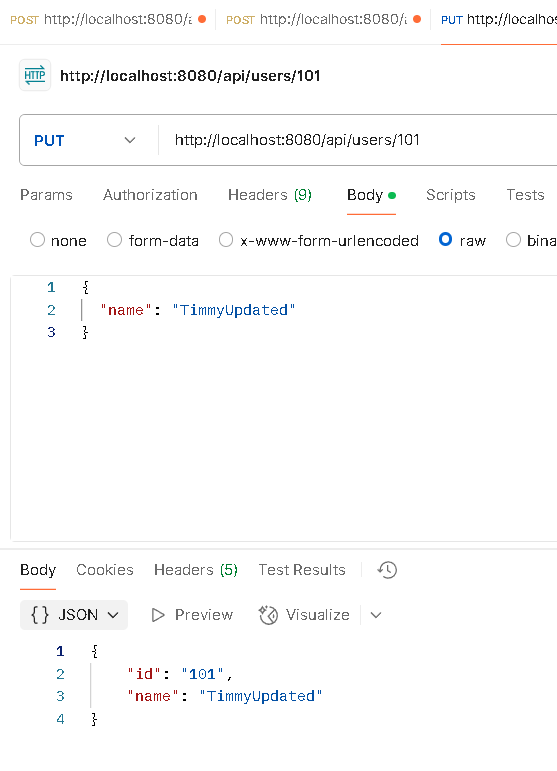 POST http://localhost:8080/a POST http://localhost:8080/a PUT http://localhos
HTTP http://localhost:8080/api/users/101
PUT http://localhost:8080/api/users/101
Params Authorization Headers (9) Body Scripts Tests
none form-data x-www-form-urlencoded raw bina
1 {
2 "name": "TimmyUpdated"
3 }
Body Cookies Headers (5) Test Results
{} JSON Preview Visualize
1 {
2 "id": "101",
3 "name": "TimmyUpdated"
4 }